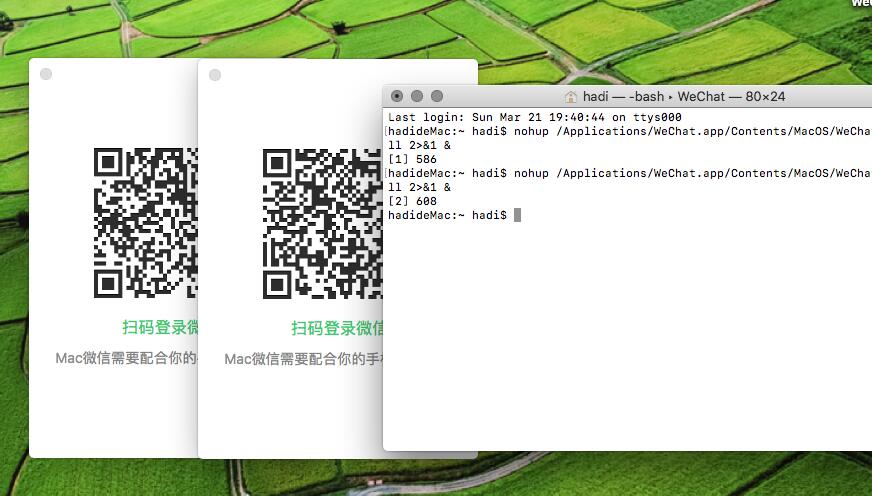 We
扫码登录微
Mac微信需要配合你的
扫码登录微信
Mac微信需要配合你的手机
hadi — -bash ▸ WeChat — 80×24
Last login: Sun Mar 21 19:40:44 on ttys000
[hadideMac:~ hadi$ nohup /Applications/WeChat.app/Contents/MacOS/WeCha
ll 2>&1 &
[1] 586
[hadideMac:~ hadi$ nohup /Applications/WeChat.app/Contents/MacOS/WeCha
ll 2>&1 &
[2] 608
hadideMac:~ hadi$